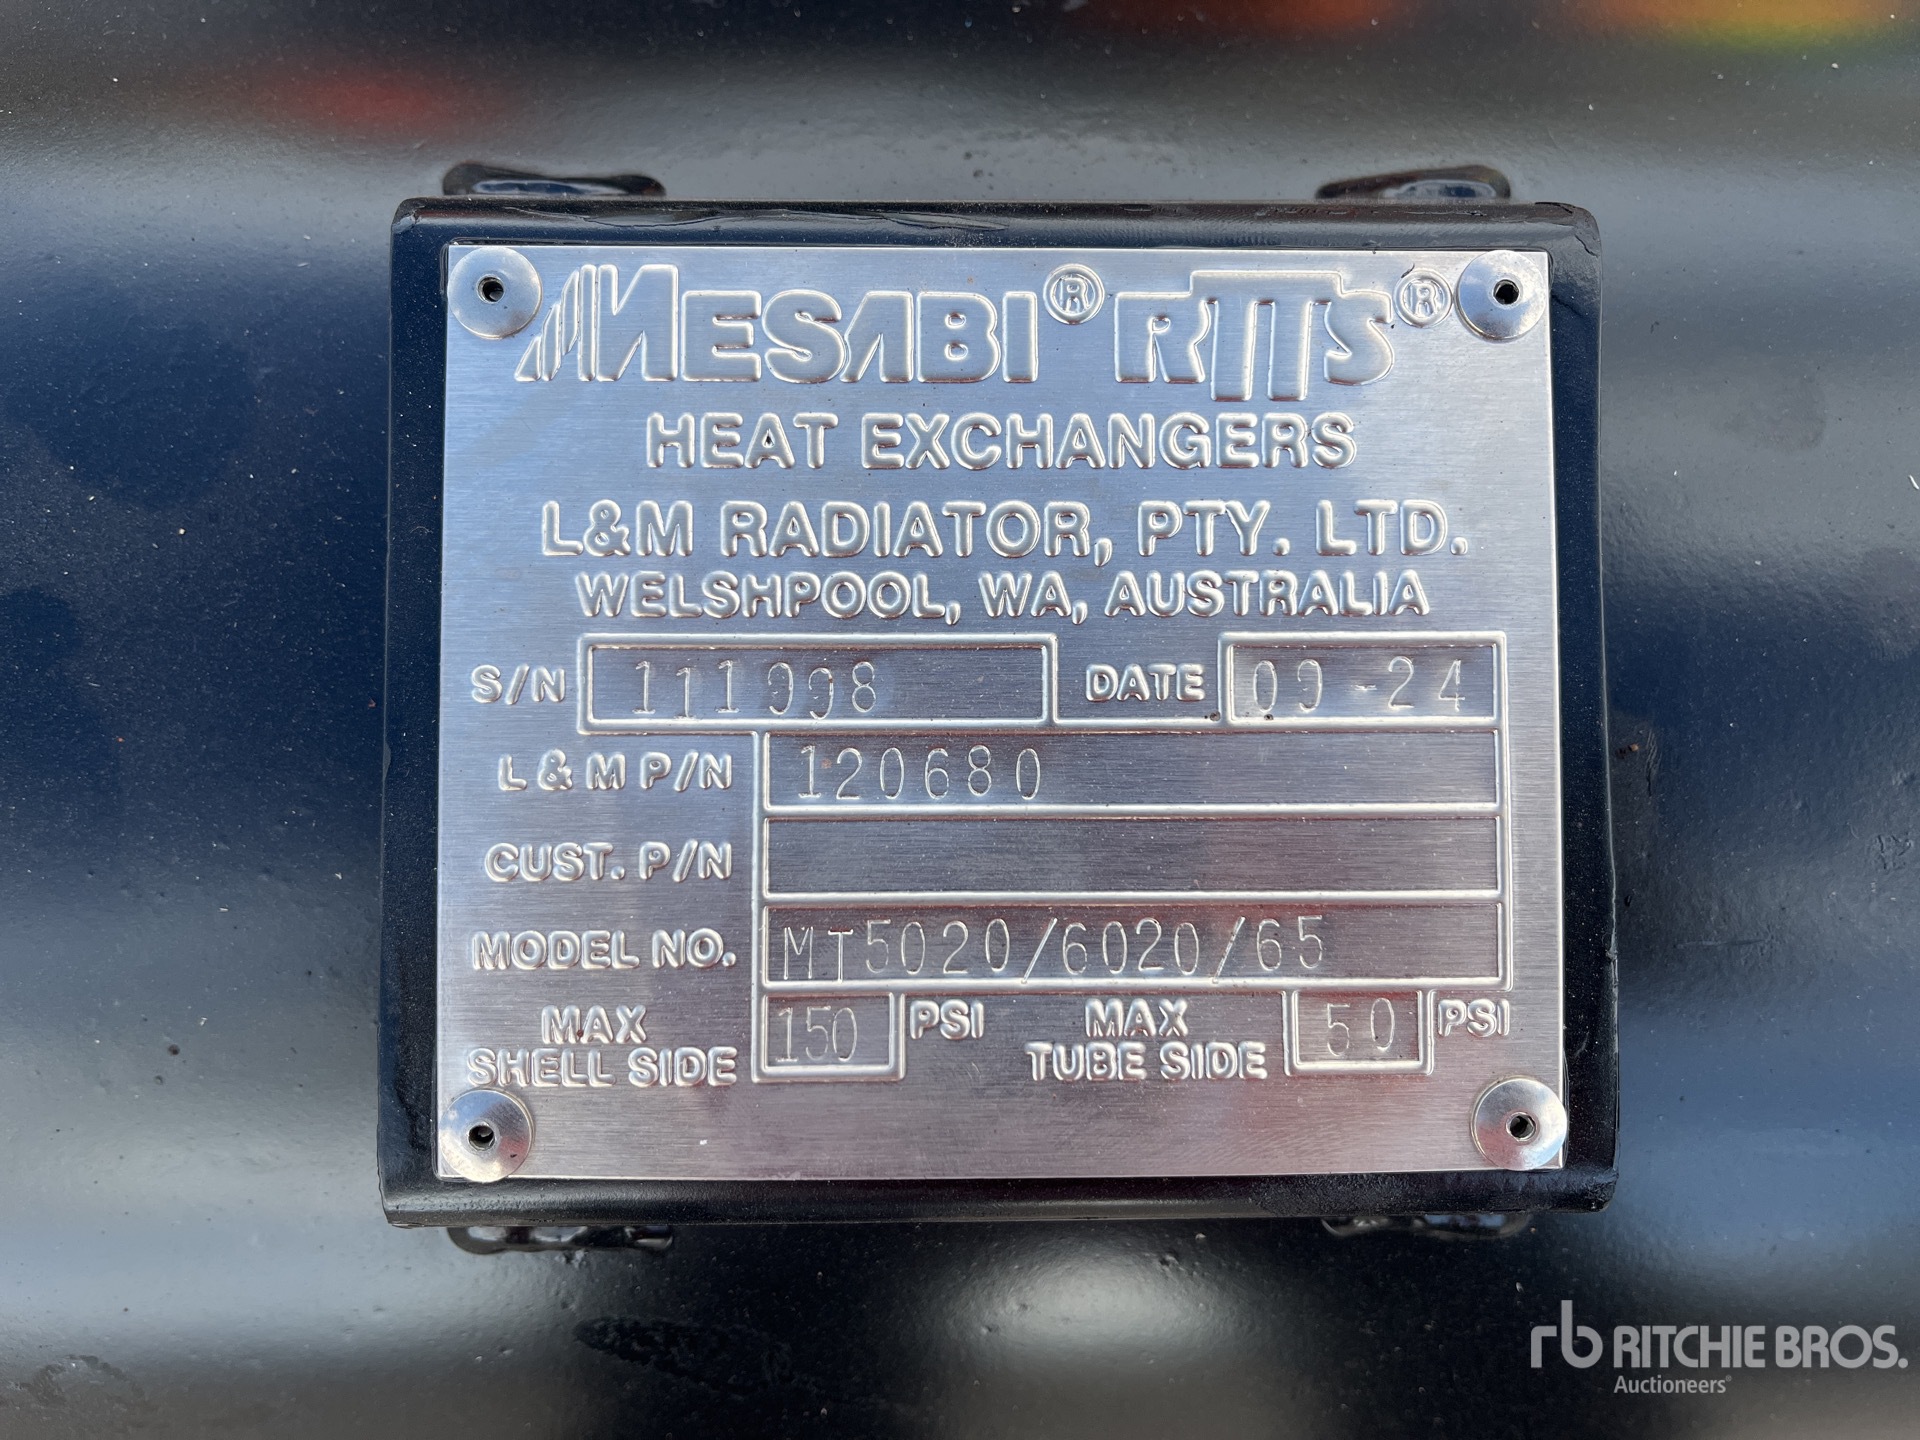 MESABI® RTTS®
HEAT EXCHANGERS
L&M RADIATOR, PTY. LTD.
WELSHPOOL, WA, AUSTRALIA
S/N 111998 DATE 09-24
L&M P/N 120680
CUST. P/N
MODEL NO. MT5020/6020/65
MAX SHELL SIDE 150 PSI MAX TUBE SIDE 50 PSI
rb RITCHIE BROS.
Auctioneers